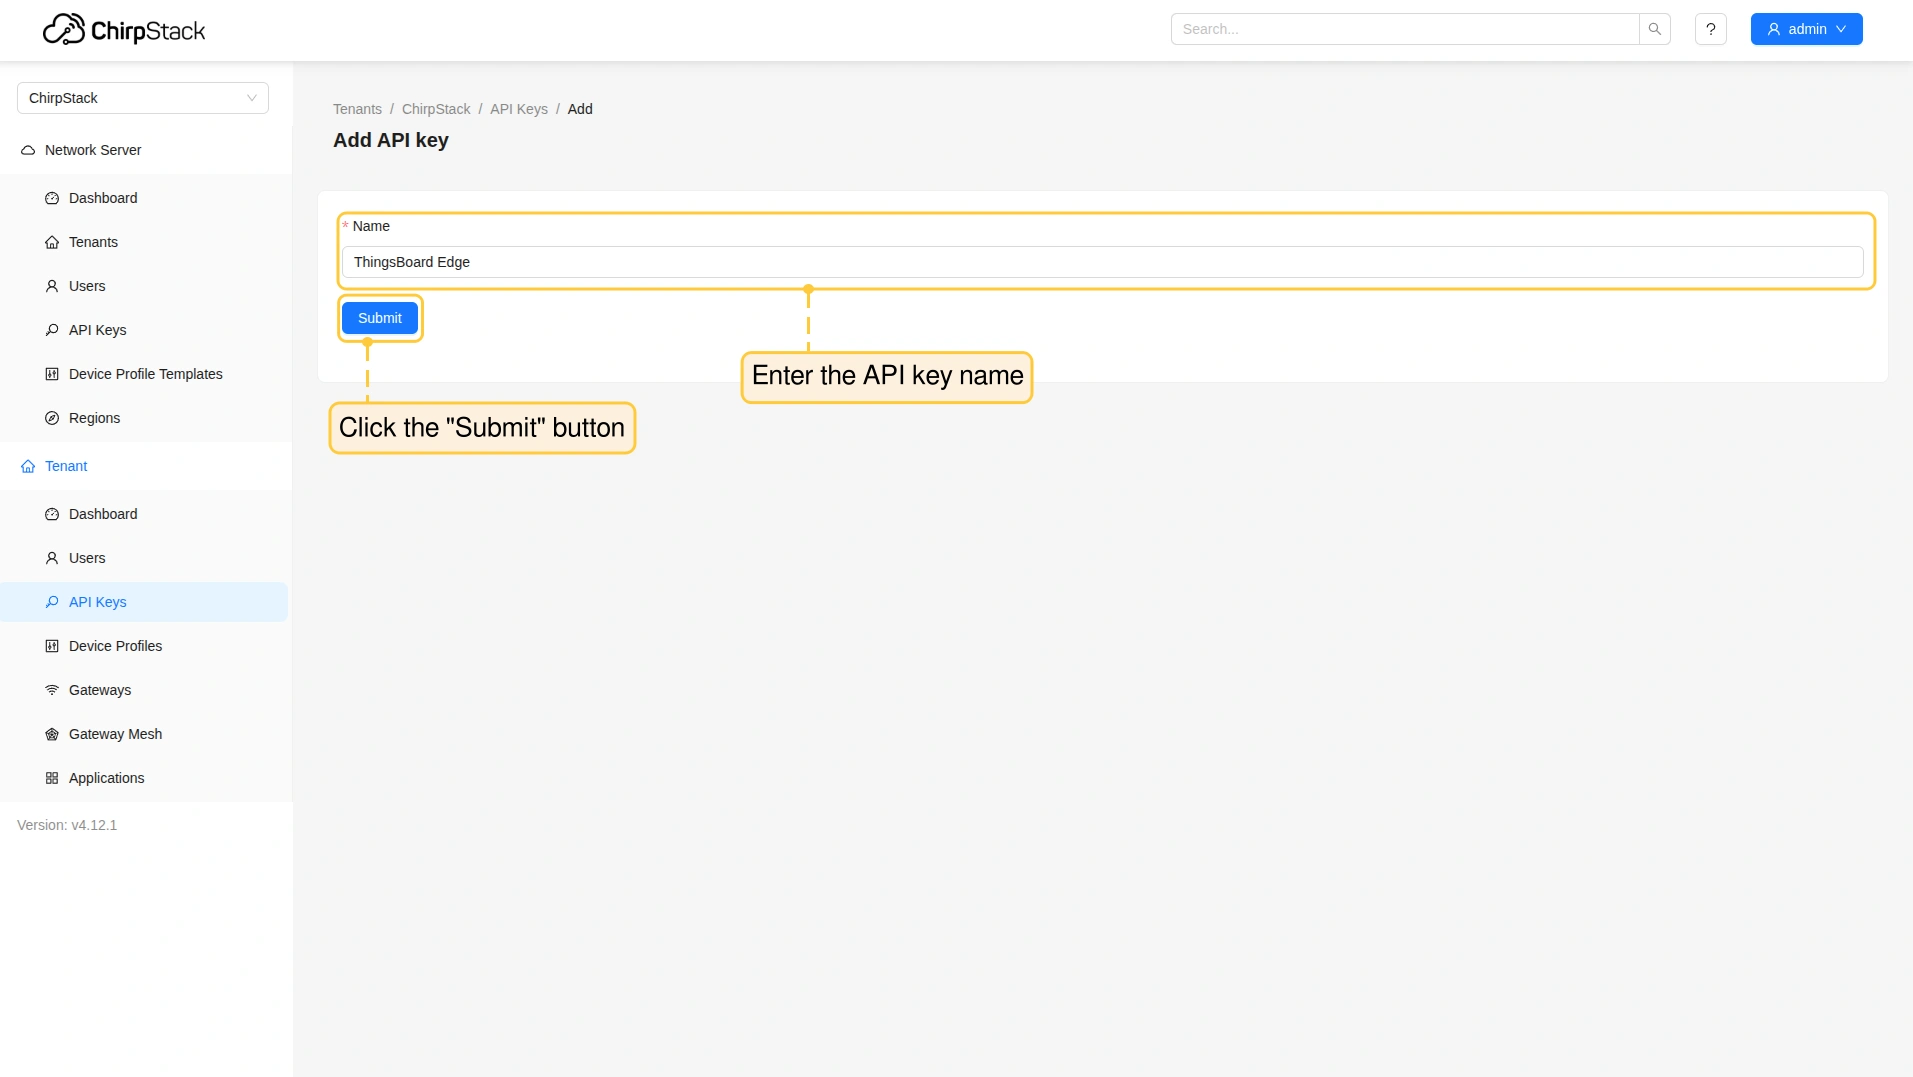 ChirpStack
Search...
?
admin
ChirpStack
Network Server
Dashboard
Tenants
Users
API Keys
Device Profile Templates
Regions
Tenant
Dashboard
Users
API Keys
Device Profiles
Gateways
Gateway Mesh
Applications
Version: v4.12.1
Tenants / ChirpStack / API Keys / Add
Add API key
* Name
ThingsBoard Edge
Submit
Enter the API key name
Click the "Submit" button